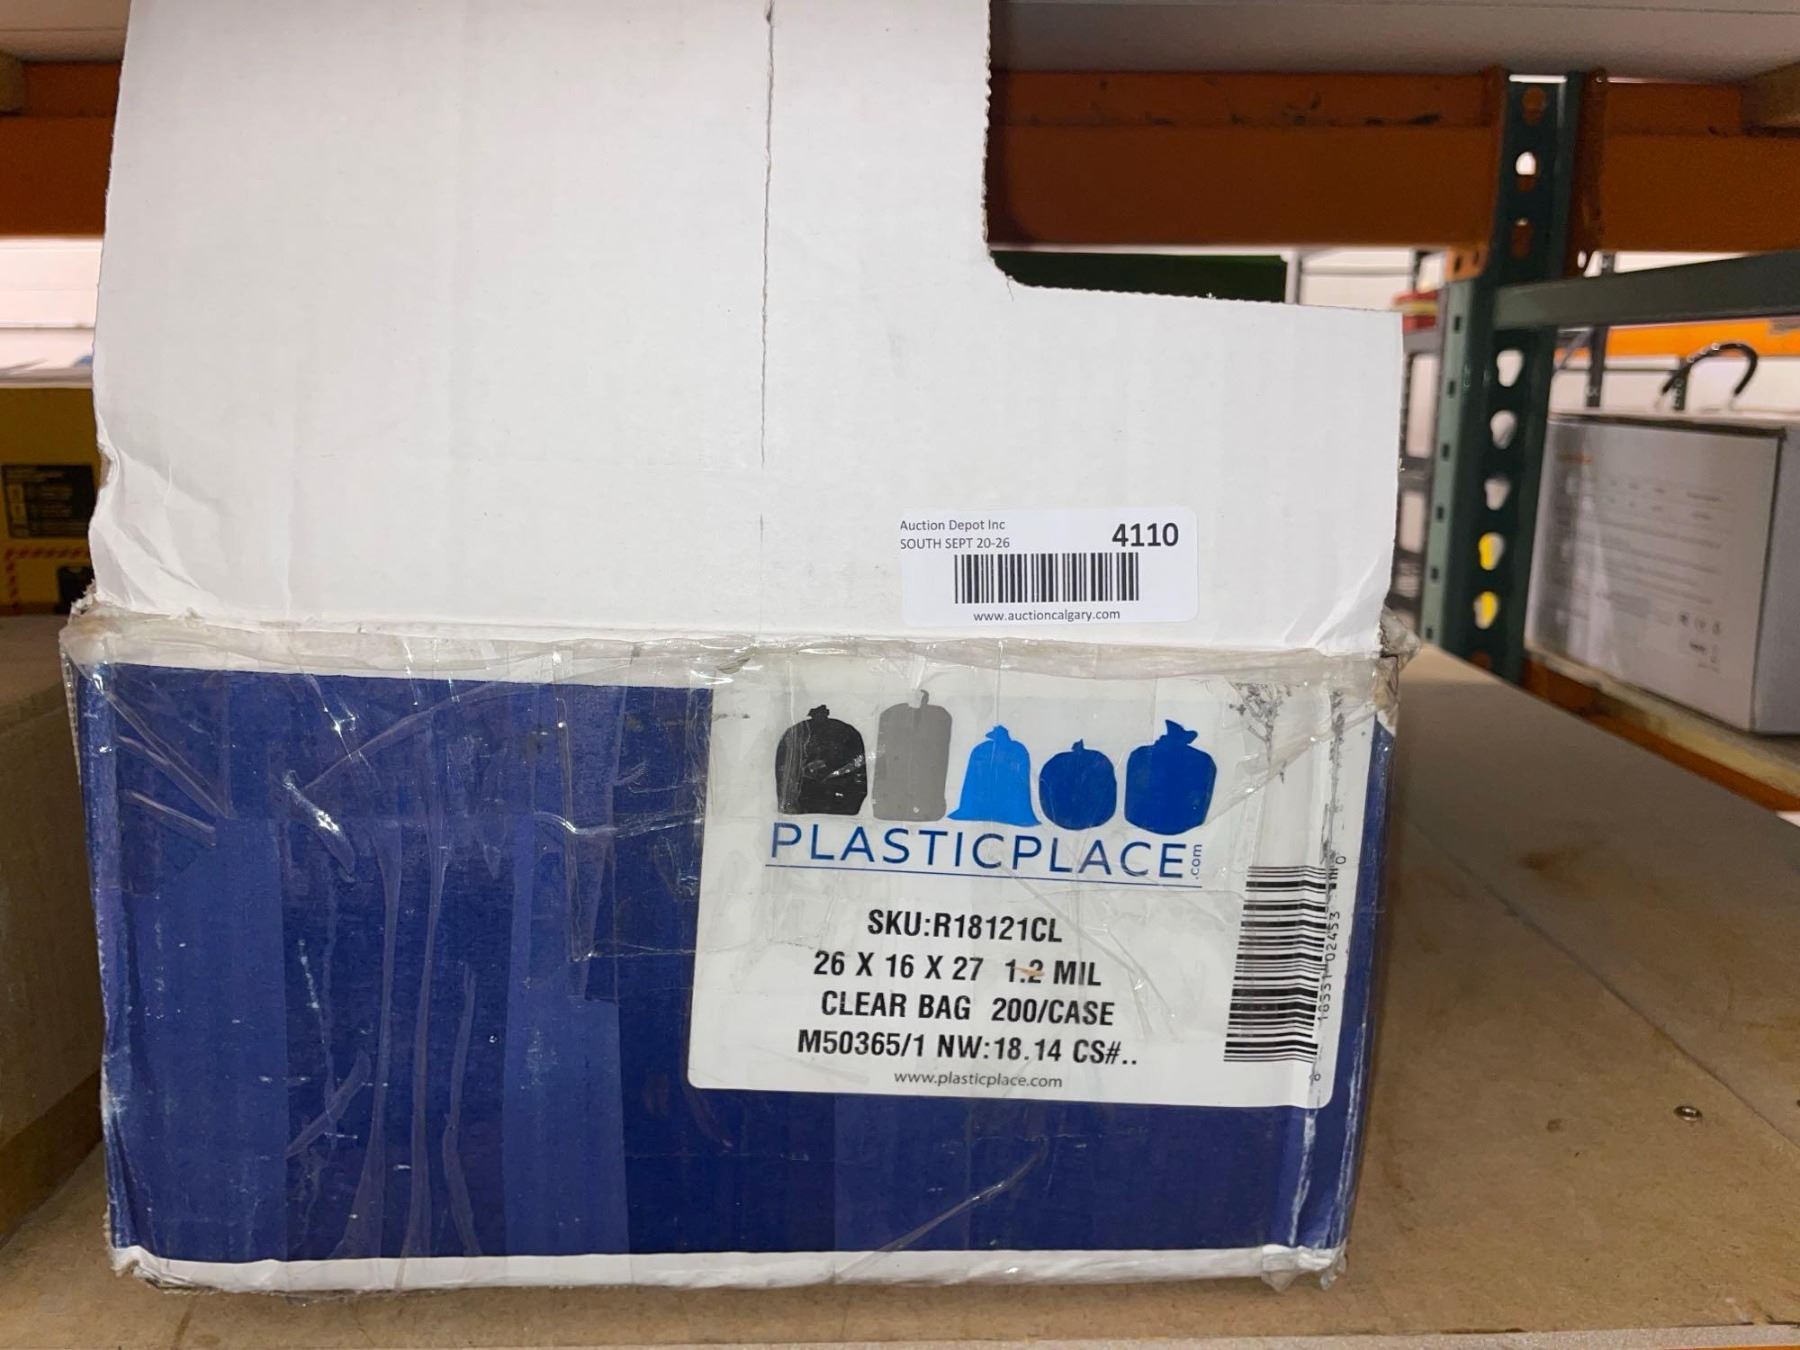 Auction Depot Inc
4110
SOUTH SEPT 20-26
www.auctioncalgary.com
PLASTICPLACE.com
SKU:R18121CL
26 X 16 X 27 1.2 MIL
CLEAR BAG 200/CASE
M50365/1 NW:18.14 CS#..
www.plasticplace.com